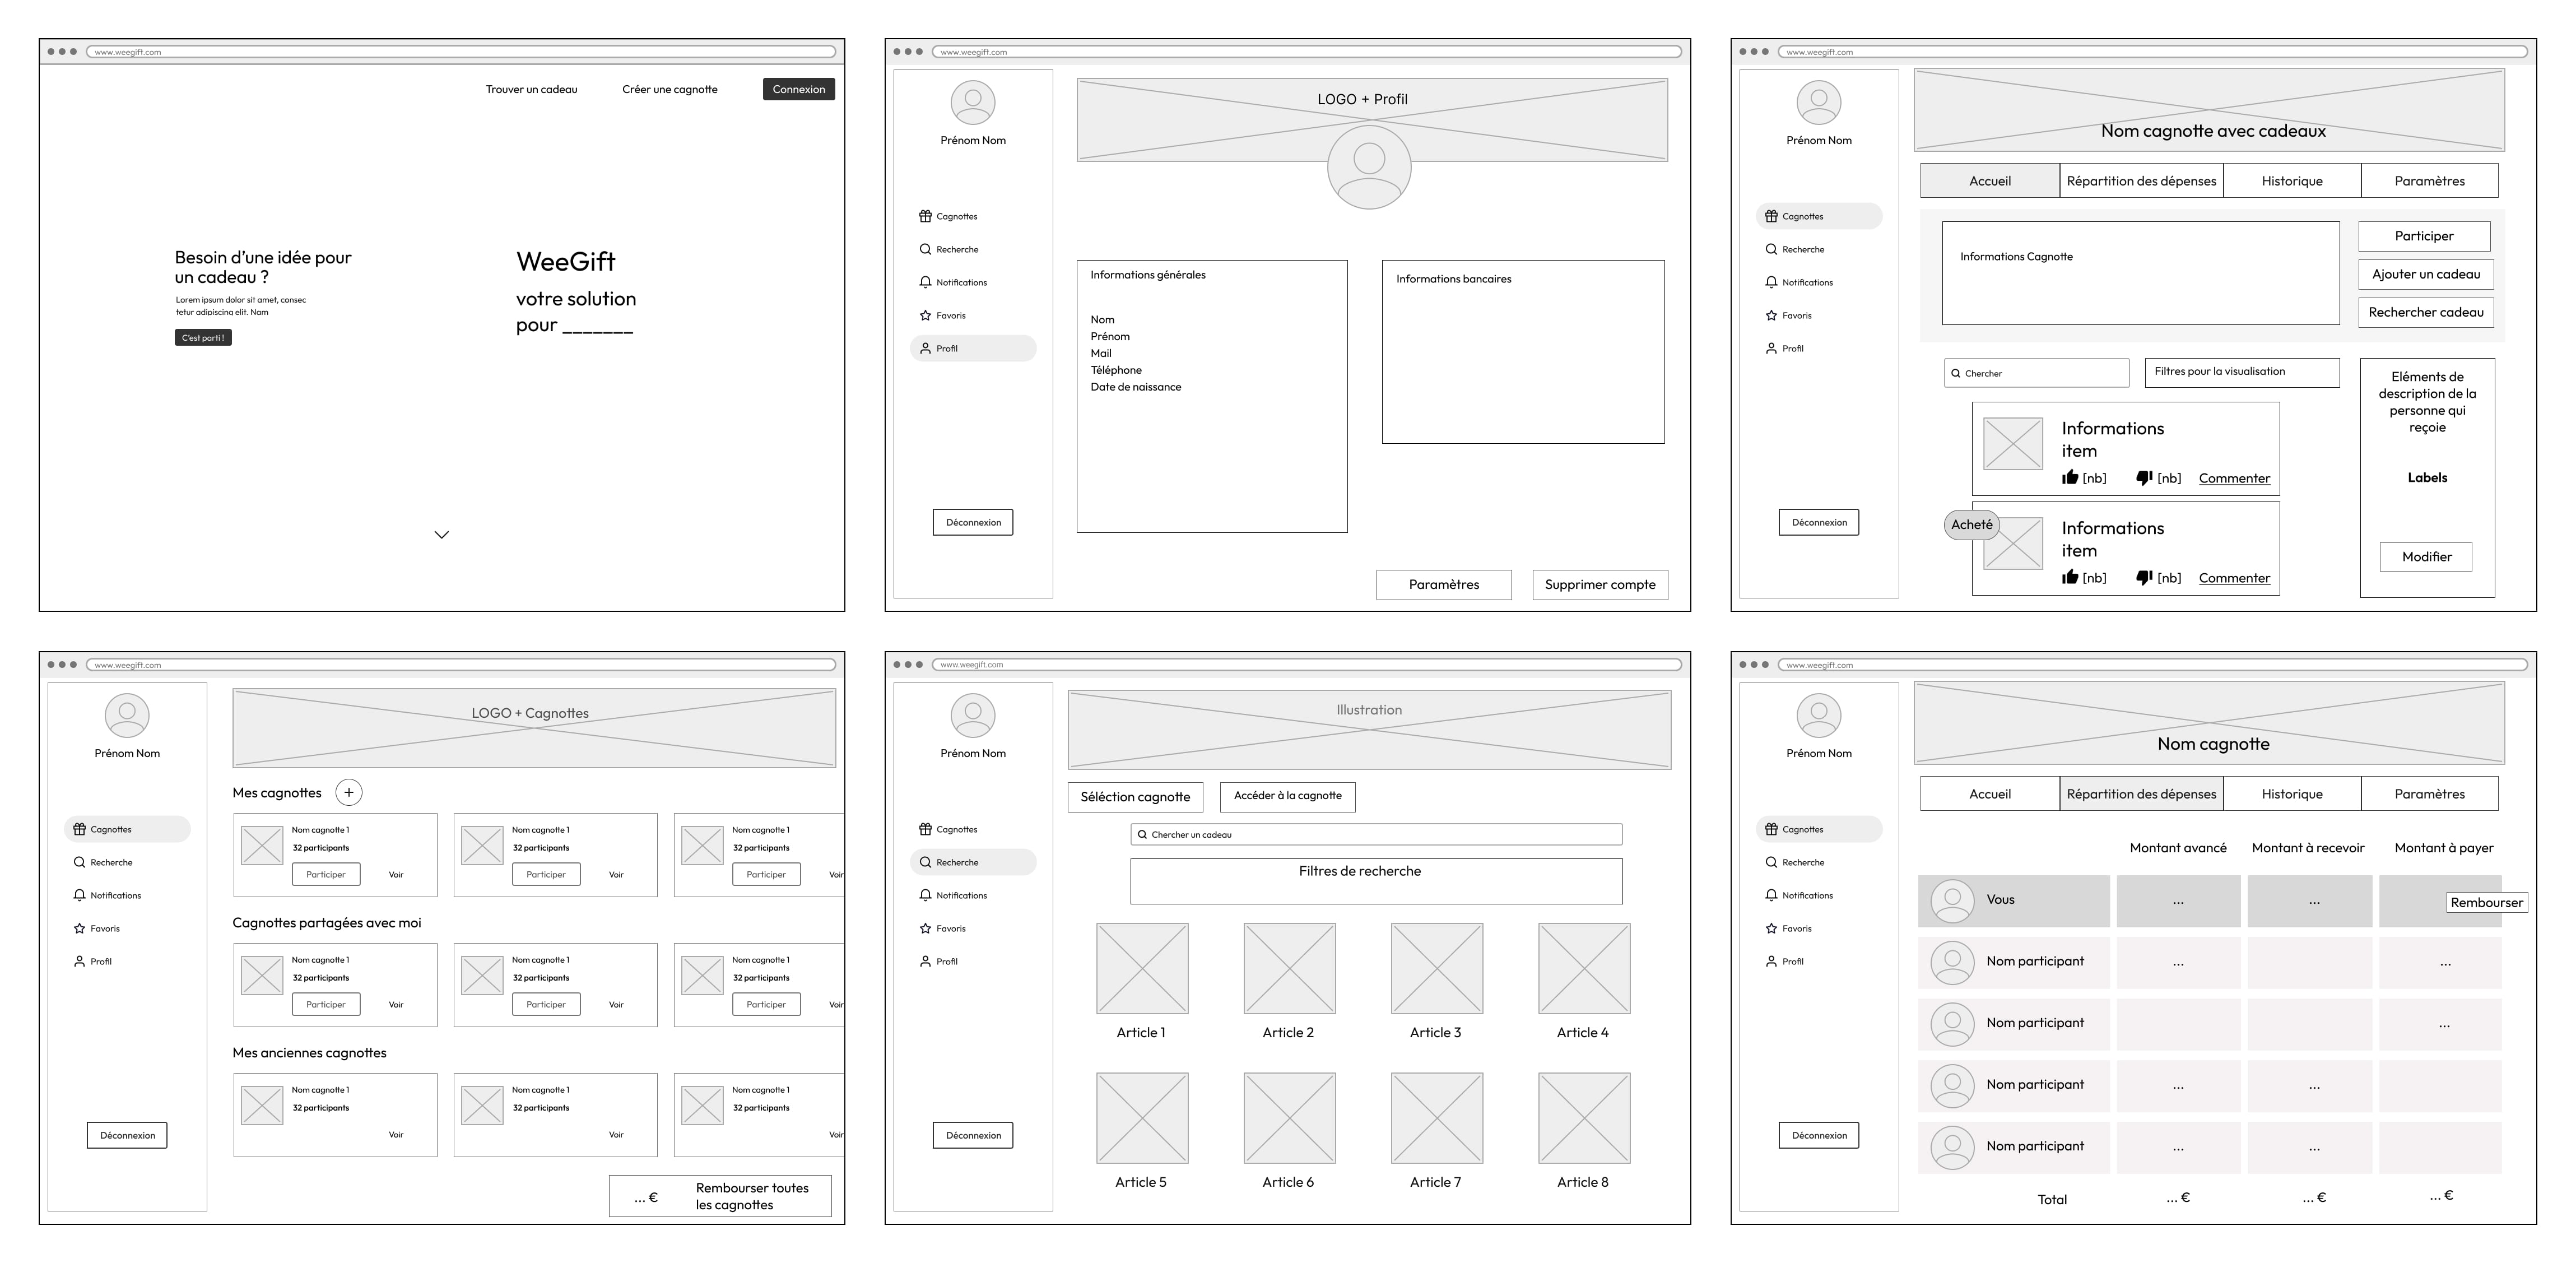 www.weegift.com
Trouver un cadeau
Créer une cagnotte
Connexion
Besoin d'une idée pour
un cadeau ?
Lorem ipsum dolor sit amet, consec
tetur adipiscing elit. Nam
C'est parti !
WeeGift
votre solution
pour _______
www.weegift.com
Prénom Nom
Cagnottes
Recherche
Notifications
Favoris
Profil
Déconnexion
LOGO + Profil
Informations générales
Nom
Prénom
Mail
Téléphone
Date de naissance
Informations bancaires
Paramètres
Supprimer compte
www.weegift.com
Prénom Nom
Cagnottes
Recherche
Notifications
Favoris
Profil
Déconnexion
Nom cagnotte avec cadeaux
Accueil
Répartition des dépenses
Historique
Paramètres
Informations Cagnotte
Participer
Ajouter un cadeau
Rechercher cadeau
Chercher
Filtres pour la visualisation
Informations
item
[nb]
[nb]
Commenter
Acheté
Informations
item
[nb]
[nb]
Commenter
Eléments de
description de la
personne qui
reçoie
Labels
Modifier
www.weegift.com
Prénom Nom
Cagnottes
Recherche
Notifications
Favoris
Profil
Déconnexion
LOGO + Cagnottes
Mes cagnottes +
Nom cagnotte 1
32 participants
Participer
Voir
Nom cagnotte 1
32 participants
Participer
Voir
Nom cagnotte 1
32 participants
Participer
Voir
Cagnottes partagées avec moi
Nom cagnotte 1
32 participants
Participer
Voir
Nom cagnotte 1
32 participants
Participer
Voir
Nom cagnotte 1
32 participants
Participer
Voir
Mes anciennes cagnottes
Nom cagnotte 1
32 participants
Voir
Nom cagnotte 1
32 participants
Voir
Nom cagnotte 1
32 participants
Voir
... €
Rembourser toutes
les cagnottes
www.weegift.com
Prénom Nom
Cagnottes
Recherche
Notifications
Favoris
Profil
Déconnexion
Illustration
Séléction cagnotte
Accéder à la cagnotte
Chercher un cadeau
Filtres de recherche
Article 1
Article 2
Article 3
Article 4
Article 5
Article 6
Article 7
Article 8
www.weegift.com
Prénom Nom
Cagnottes
Recherche
Notifications
Favoris
Profil
Déconnexion
Nom cagnotte
Accueil
Répartition des dépenses
Historique
Paramètres
Montant avancé
Montant à recevoir
Montant à payer
Vous ... ... Rembourser
Nom participant ... ...
Nom participant ...
Nom participant ... ...
Nom participant ... ...
Total ... € ... € ... €